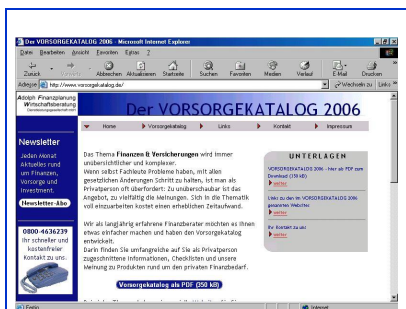 Der VORSORGEKATALOG 2006 - Microsoft Internet Explorer
Datei Bearbeiten Ansicht Favoriten Extras ?
Zurück Vorwärts Abbrechen Aktualisieren Startseite Suchen Favoriten Medien Verlauf E-Mail Drucken
Adresse http://www.vorsorgekatalog.de/ Wechseln zu Links
Adolph Finanzplanung
Wirtschaftsberatung
Der VORSORGEKATALOG 2006
Home Vorsorgekatalog Links Kontakt Impressum
Newsletter
Jeden Monat
Aktuelles rund
um Finanzen,
Vorsorge und
Investment.
Newsletter-Abo
0800-4636239
Ihr schneller und
kostenfreier
Kontakt zu uns.
Das Thema Finanzen & Versicherungen wird immer
unübersichtlicher und komplexer.
Wenn selbst Fachleute Probleme haben, mit allen
gesetzlichen Änderungen Schritt zu halten, ist man als
Privatperson oft überfordert: Zu unüberschaubar ist das
Angebot, zu vielfältig die Meinungen. Sich in die Thematik
voll einzuarbeiten kostet einen erheblichen Zeitaufwand.
Wir als langjährig erfahrene Finanzberater möchten es Ihnen
etwas einfacher machen und haben den Vorsorgekatalog
entwickelt.
Darin finden Sie umfangreiche auf Sie als Privatperson
zugeschnittene Informationen, Checklisten und unsere
Meinung zu Produkten rund um den privaten Finanzbedarf.
Vorsorgekatalog als PDF (350 kB)
UNTERLAGEN
VORSORGEKATALOG 2006 - hier als PDF zum
Download (350 kB)
weiter
Links zu den im VORSORGEKATALOG 2006
genannten Websites
weiter
Ihr Kontakt zu uns
weiter
Fertig Internet